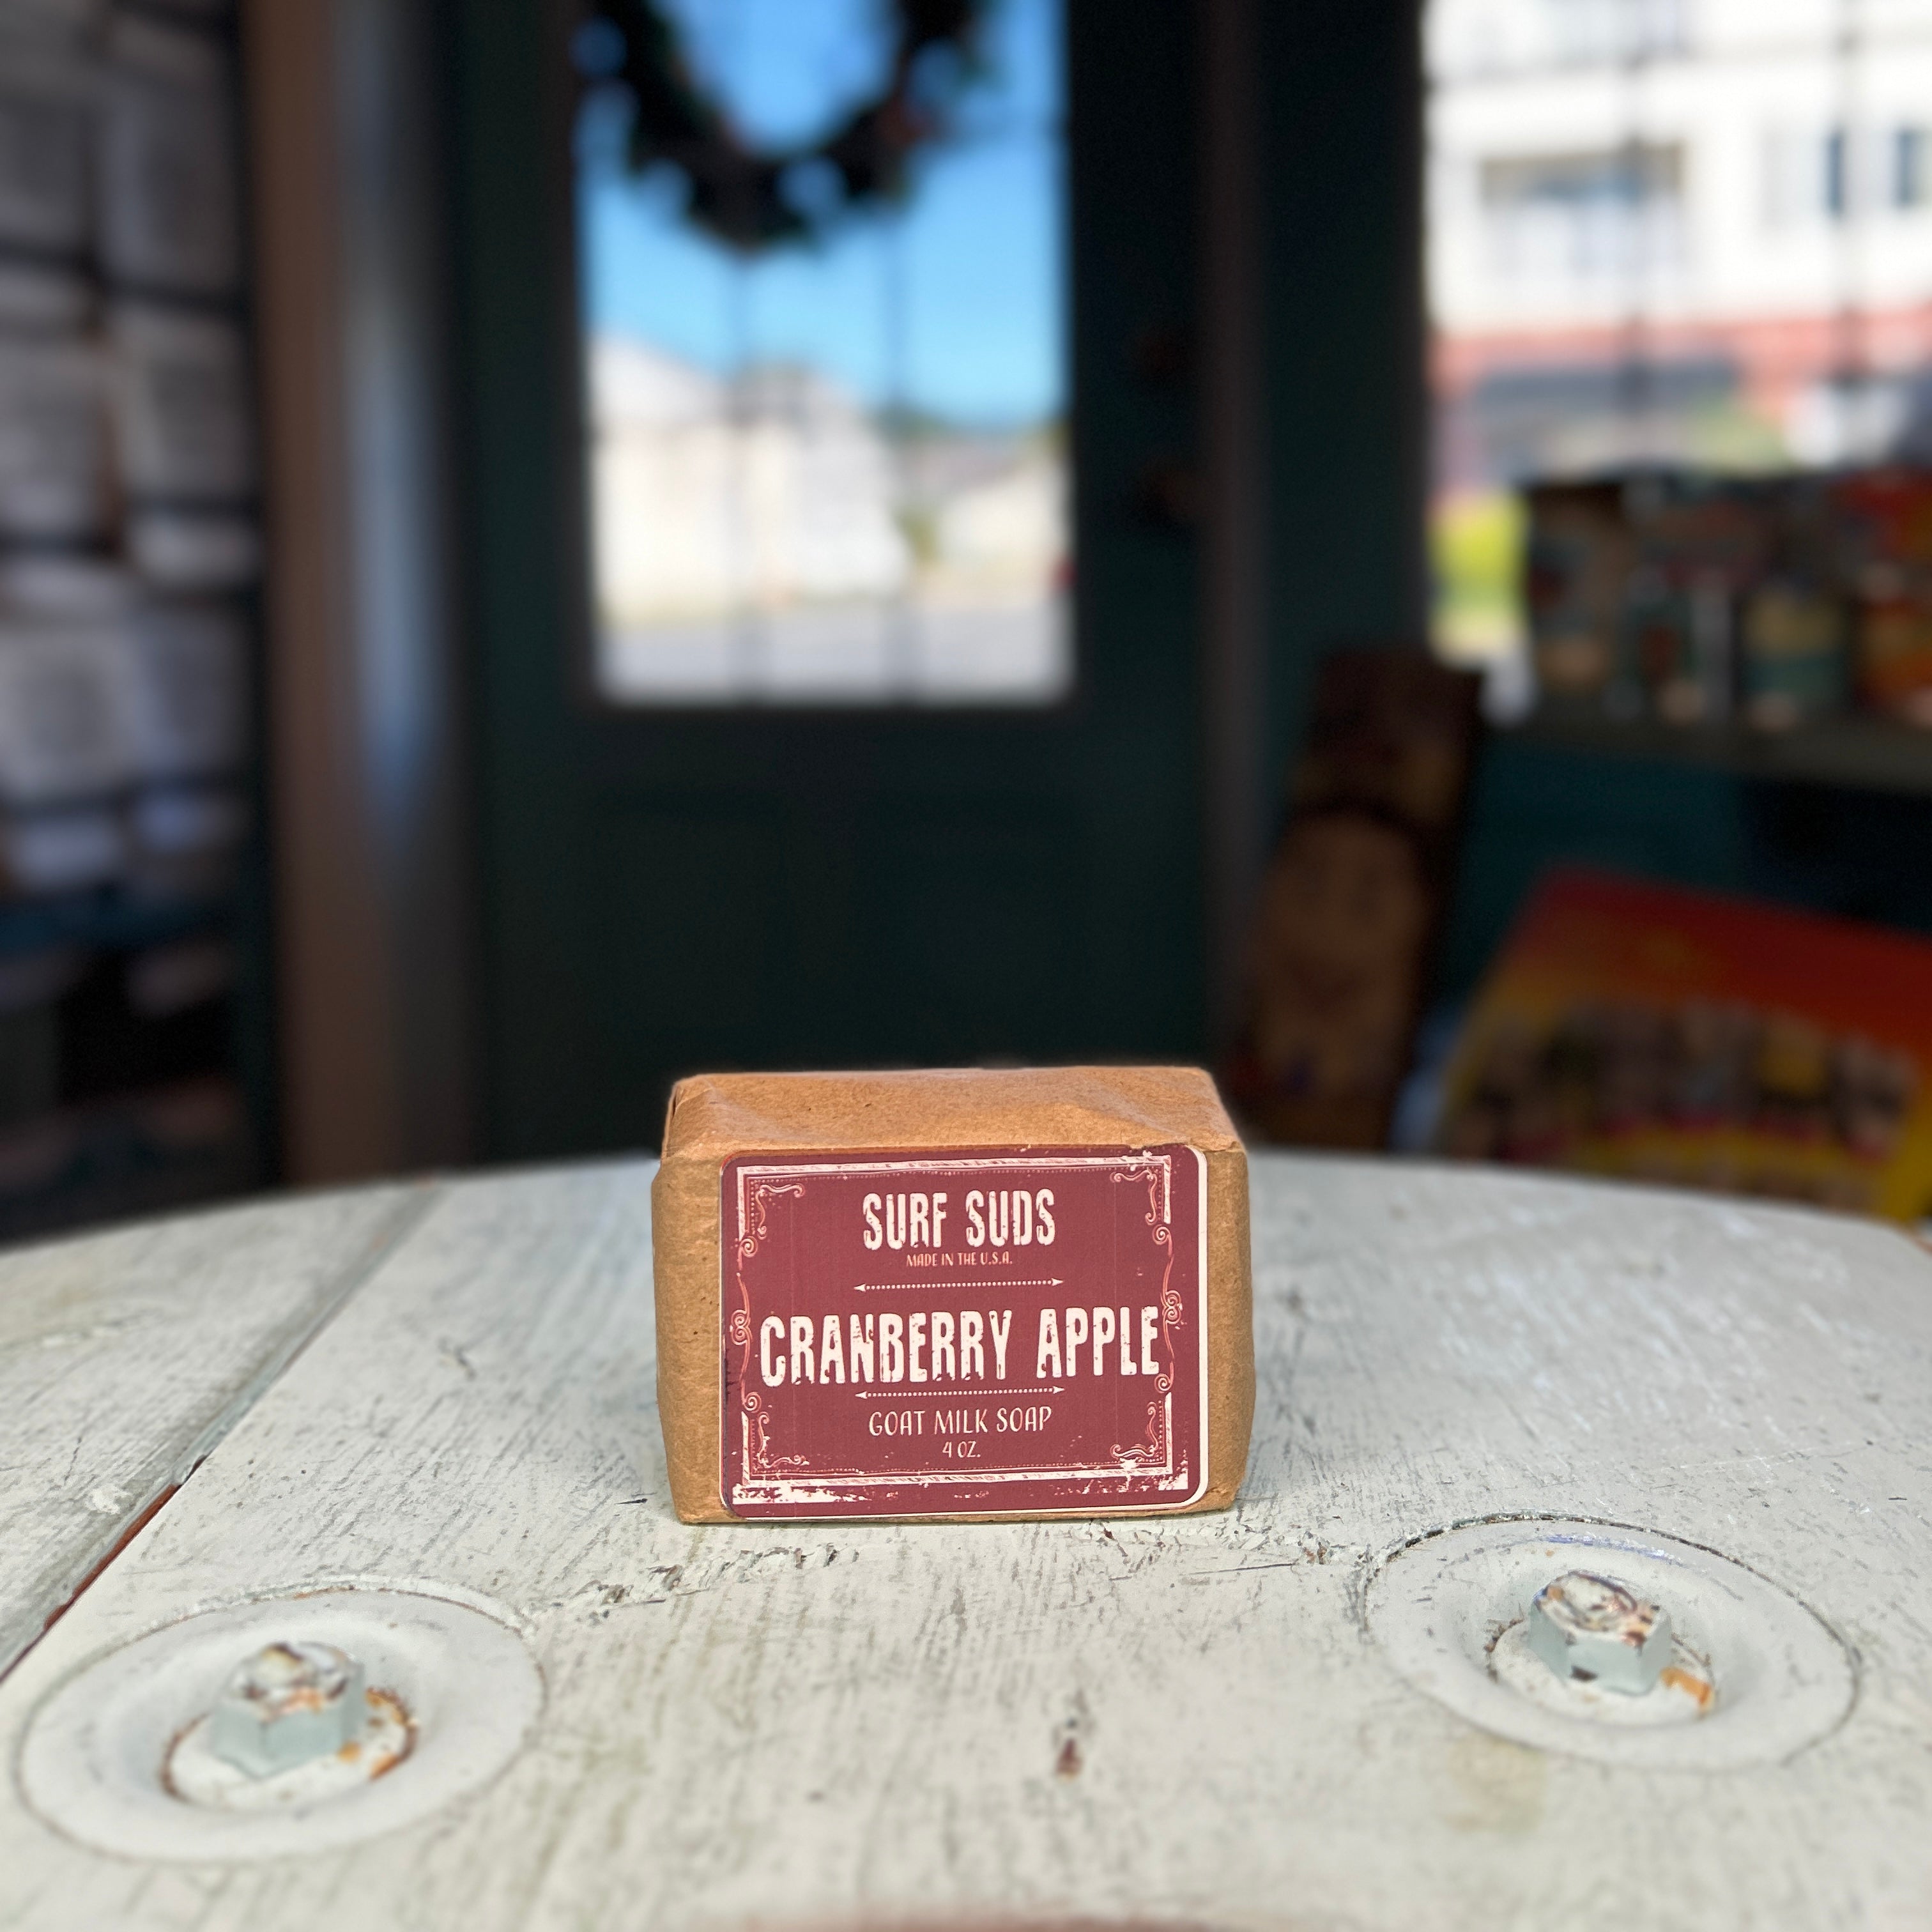 SURF SUDS
MADE IN THE U.S.A.
CRANBERRY APPLE
GOAT MILK SOAP
4 OZ.